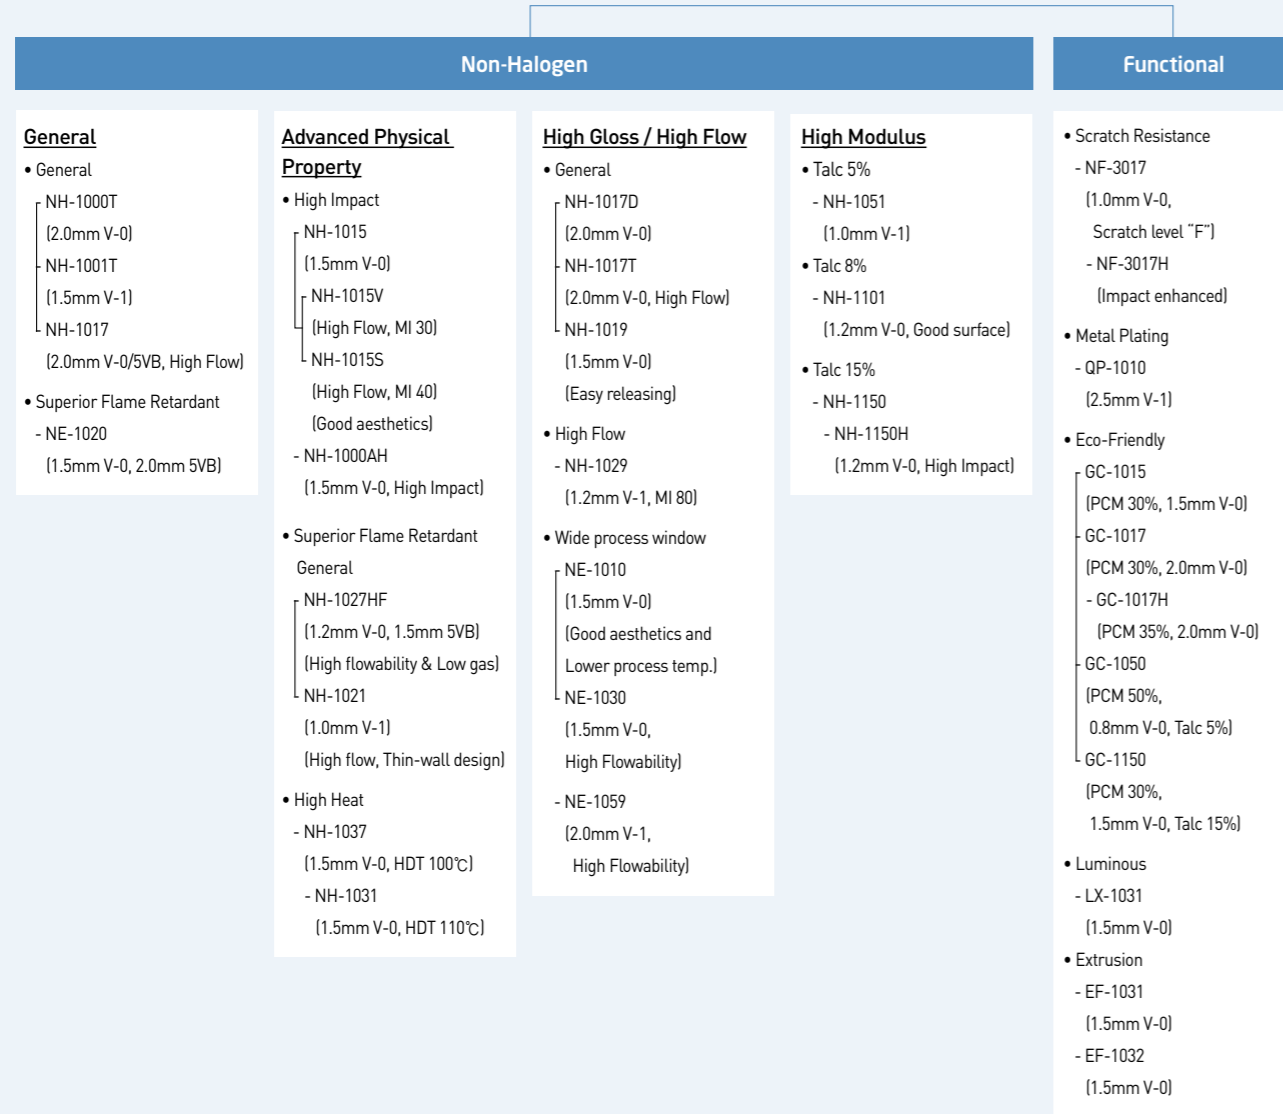 Non-Halogen
Functional
General
• General
NH-1000T
(2.0mm V-0)
NH-1001T
(1.5mm V-1)
NH-1017
(2.0mm V-0/5VB, High Flow)
• Superior Flame Retardant
- NE-1020
(1.5mm V-0, 2.0mm 5VB)
Advanced Physical
Property
• High Impact
NH-1015
(1.5mm V-0)
NH-1015V
(High Flow, MI 30)
NH-1015S
(High Flow, MI 40)
(Good aesthetics)
- NH-1000AH
(1.5mm V-0, High Impact)
• Superior Flame Retardant
General
NH-1027HF
(1.2mm V-0, 1.5mm 5VB)
(High flowability & Low gas)
NH-1021
(1.0mm V-1)
(High flow, Thin-wall design)
• High Heat
- NH-1037
(1.5mm V-0, HDT 100℃)
- NH-1031
(1.5mm V-0, HDT 110℃)
High Gloss / High Flow
• General
NH-1017D
(2.0mm V-0)
NH-1017T
(2.0mm V-0, High Flow)
NH-1019
(1.5mm V-0)
(Easy releasing)
• High Flow
- NH-1029
(1.2mm V-1, MI 80)
• Wide process window
NE-1010
(1.5mm V-0)
(Good aesthetics and
Lower process temp.)
NE-1030
(1.5mm V-0,
High Flowability)
- NE-1059
(2.0mm V-1,
High Flowability)
High Modulus
• Talc 5%
- NH-1051
(1.0mm V-1)
• Talc 8%
- NH-1101
(1.2mm V-0, Good surface)
• Talc 15%
- NH-1150
- NH-1150H
(1.2mm V-0, High Impact)
• Scratch Resistance
- NF-3017
(1.0mm V-0,
Scratch level “F”)
- NF-3017H
(Impact enhanced)
• Metal Plating
- QP-1010
(2.5mm V-1)
• Eco-Friendly
GC-1015
(PCM 30%, 1.5mm V-0)
GC-1017
(PCM 30%, 2.0mm V-0)
- GC-1017H
(PCM 35%, 2.0mm V-0)
GC-1050
(PCM 50%,
0.8mm V-0, Talc 5%)
GC-1150
(PCM 30%,
1.5mm V-0, Talc 15%)
• Luminous
- LX-1031
(1.5mm V-0)
• Extrusion
- EF-1031
(1.5mm V-0)
- EF-1032
(1.5mm V-0)